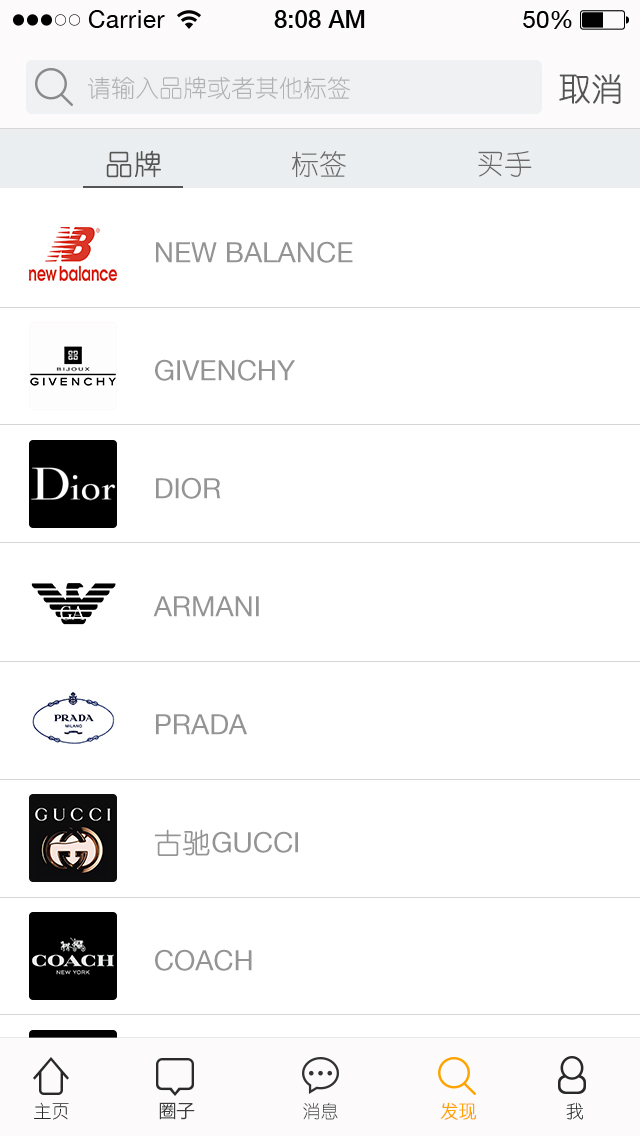 Carrier 8:08 AM 50%
请输入品牌或者其他标签 取消
品牌 标签 买手
new balance
NEW BALANCE
BIJOUX
GIVENCHY
GIVENCHY
Dior
DIOR
GA
ARMANI
PRADA
MILANO
PRADA
GUCCI
古驰GUCCI
COACH
NEW YORK
COACH
主页 圈子 消息 发现 我